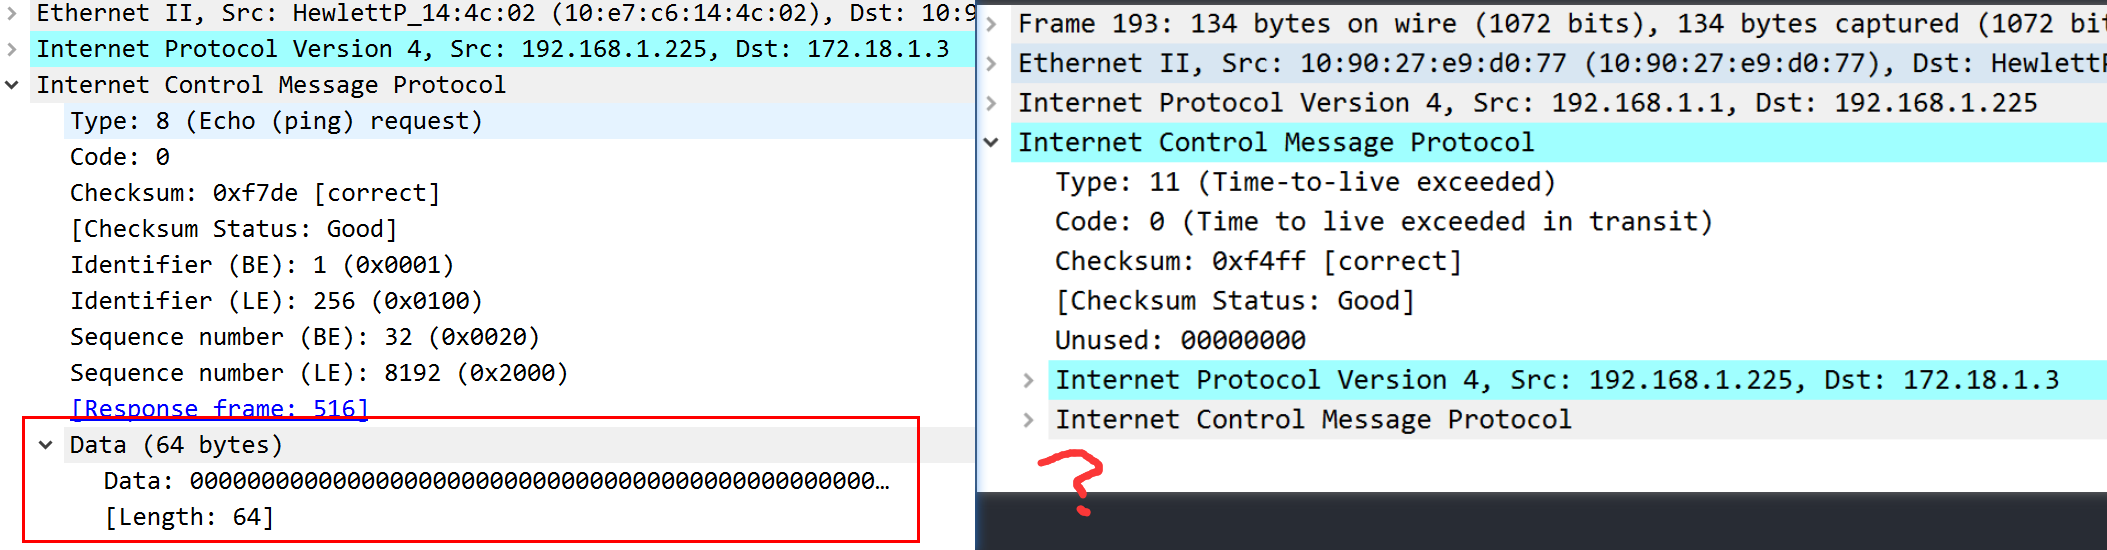 Ethernet II, Src: HewlettP_14:4c:02 (10:e7:c6:14:4c:02), Dst: 10:9
Internet Protocol Version 4, Src: 192.168.1.225, Dst: 172.18.1.3
Internet Control Message Protocol
Type: 8 (Echo (ping) request)
Code: 0
Checksum: 0xf7de [correct]
[Checksum Status: Good]
Identifier (BE): 1 (0x0001)
Identifier (LE): 256 (0x0100)
Sequence number (BE): 32 (0x0020)
Sequence number (LE): 8192 (0x2000)
[Response frame: 516]
Data (64 bytes)
Data: 000000000000000000000000000000000000000000000000…
[Length: 64]
Frame 193: 134 bytes on wire (1072 bits), 134 bytes captured (1072 bit
Ethernet II, Src: 10:90:27:e9:d0:77 (10:90:27:e9:d0:77), Dst: HewlettP
Internet Protocol Version 4, Src: 192.168.1.1, Dst: 192.168.1.225
Internet Control Message Protocol
Type: 11 (Time-to-live exceeded)
Code: 0 (Time to live exceeded in transit)
Checksum: 0xf4ff [correct]
[Checksum Status: Good]
Unused: 00000000
Internet Protocol Version 4, Src: 192.168.1.225, Dst: 172.18.1.3
Internet Control Message Protocol
?